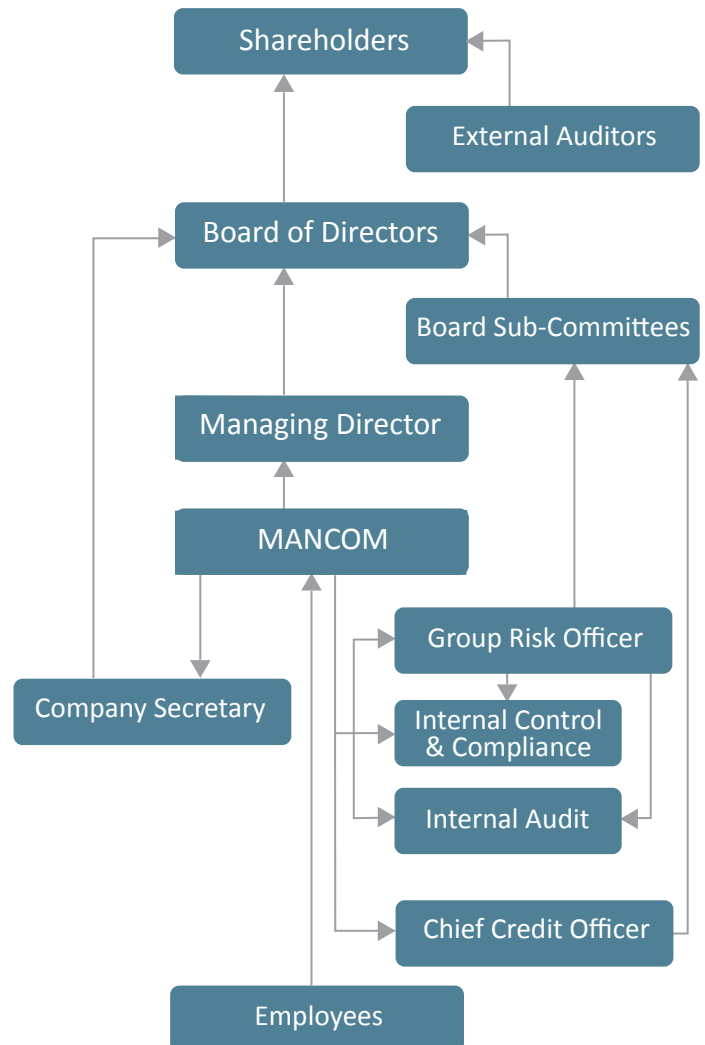 Shareholders
External Auditors
Board of Directors
Board Sub-Committees
Managing Director
MANCOM
Group Risk Officer
Company Secretary
Internal Control
& Compliance
Internal Audit
Chief Credit Officer
Employees